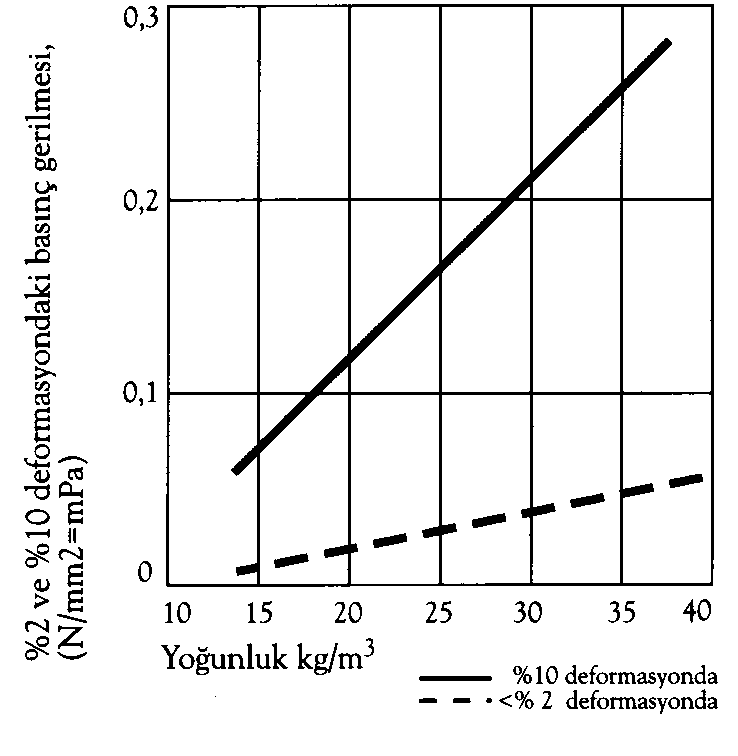 %2 ve %10 deformasyondaki basınç gerilmesi,
(N/mm2=mPa)
0,3
0,2
0,1
0
10 15 20 25 30 35 40
Yoğunluk kg/m³
%10 deformasyonda
<% 2 deformasyonda